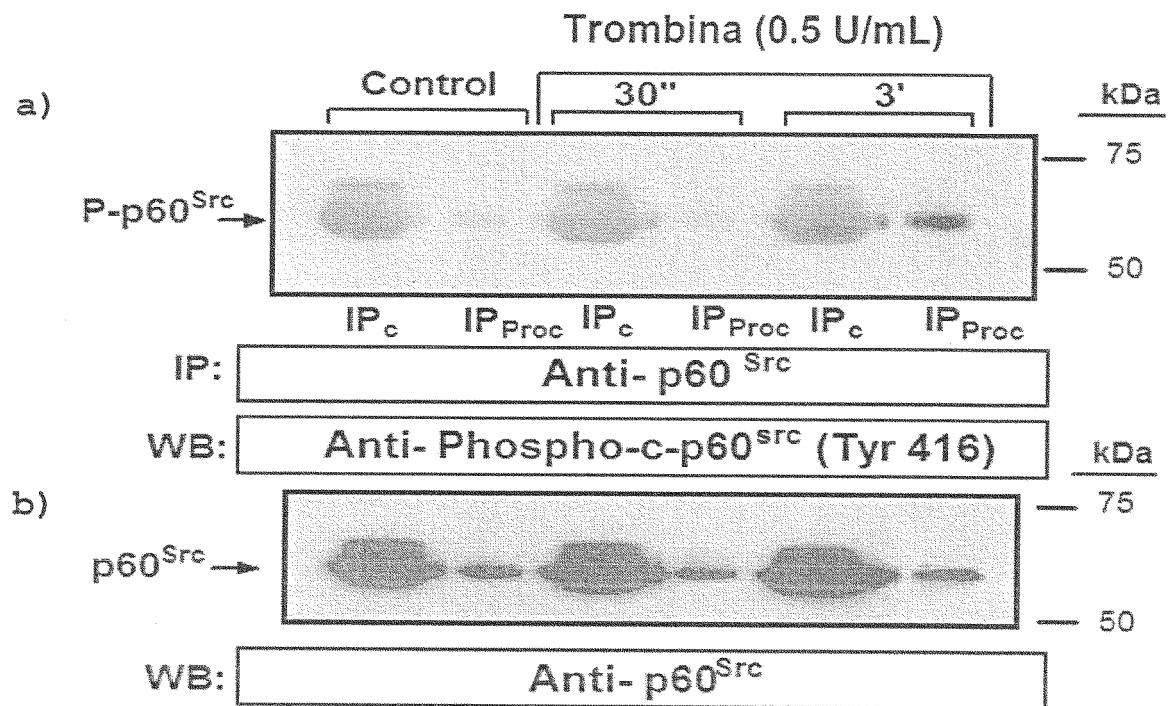 Trombina (0.5 U/mL)
Control 30" 3' kDa
a)
75
P-p60Src
50
IPc IPProc IPc IPProc IPc IPProc
IP: Anti- p60 Src
WB: Anti- Phospho-c-p60src (Tyr 416)
kDa
b)
75
p60Src
50
WB: Anti- p60Src